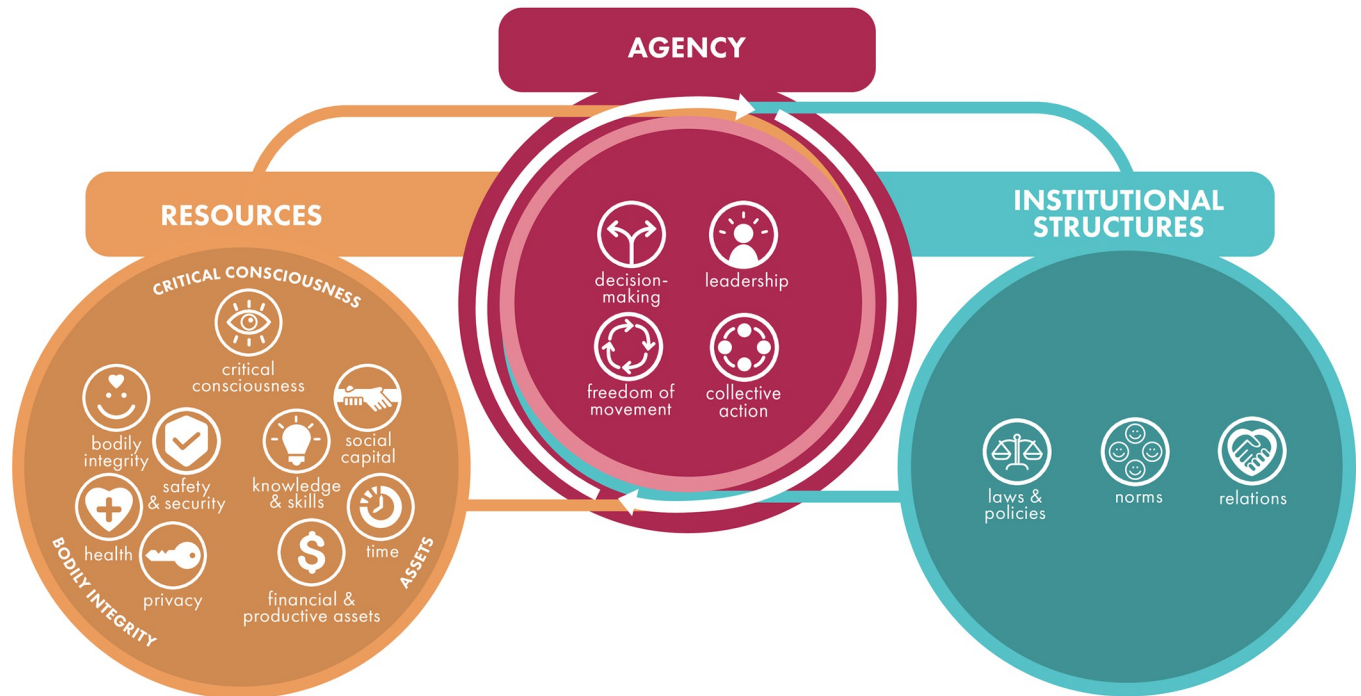 AGENCY
RESOURCES
INSTITUTIONAL
STRUCTURES
decision-
making
leadership
freedom of
movement
collective
action
CRITICAL CONSCIOUSNESS
critical
consciousness
bodily
integrity
safety
& security
knowledge
& skills
social
capital
health
privacy
financial &
productive assets
time
BODILY INTEGRITY
ASSETS
laws &
policies
norms
relations
$